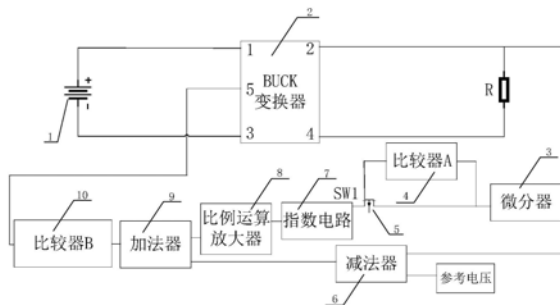 2
1
2
BUCK
变换器
5
3
4
+
-
1
R
3
比较器A
4
微分器
SW1
5
10
9
8
7
比较器B
加法器
比例运算
放大器
指数电路
减法器
6
参考电压